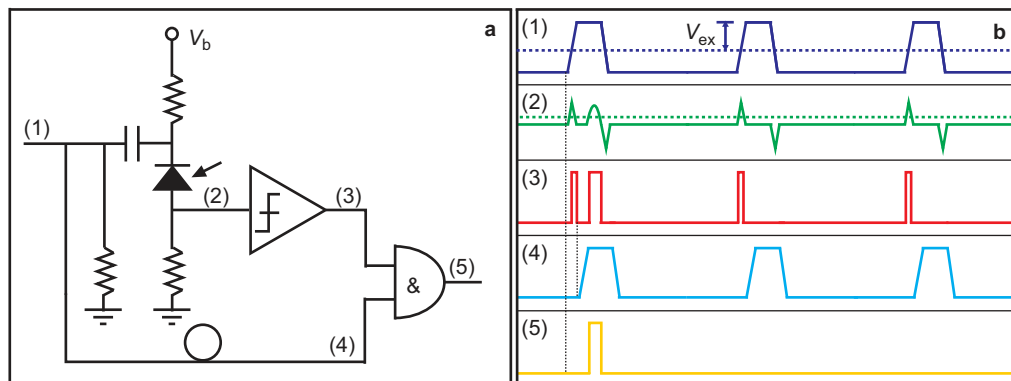 a
V_b
(1)
(2)
(3)
(5)
&
(4)
b
(1)
V_ex
(2)
(3)
(4)
(5)